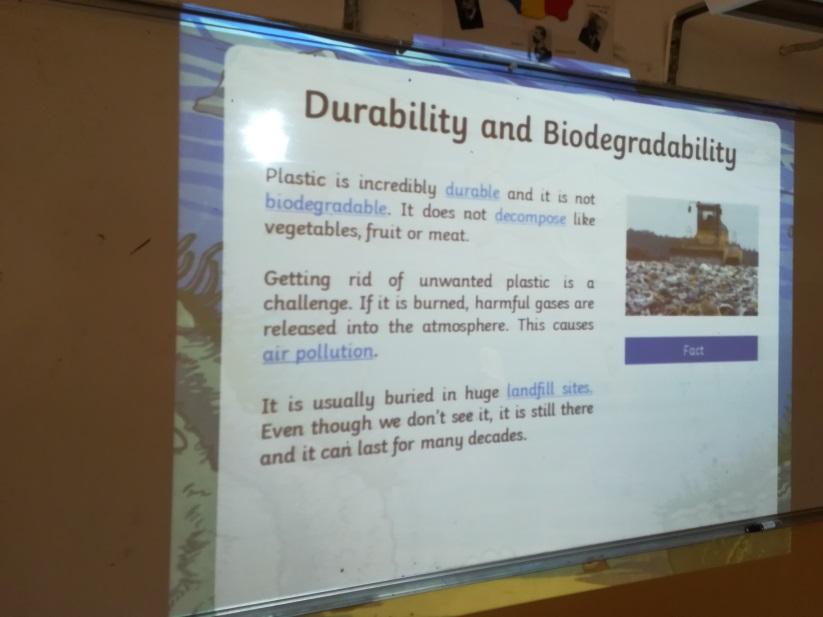 Durability and Biodegradability
Plastic is incredibly durable and it is not
biodegradable. It does not decompose like
vegetables, fruit or meat.
Getting rid of unwanted plastic is a
challenge. If it is burned, harmful gases are
released into the atmosphere. This causes
air pollution.
It is usually buried in huge landfill sites.
Even though we don't see it, it is still there
and it can last for many decades.
Fact